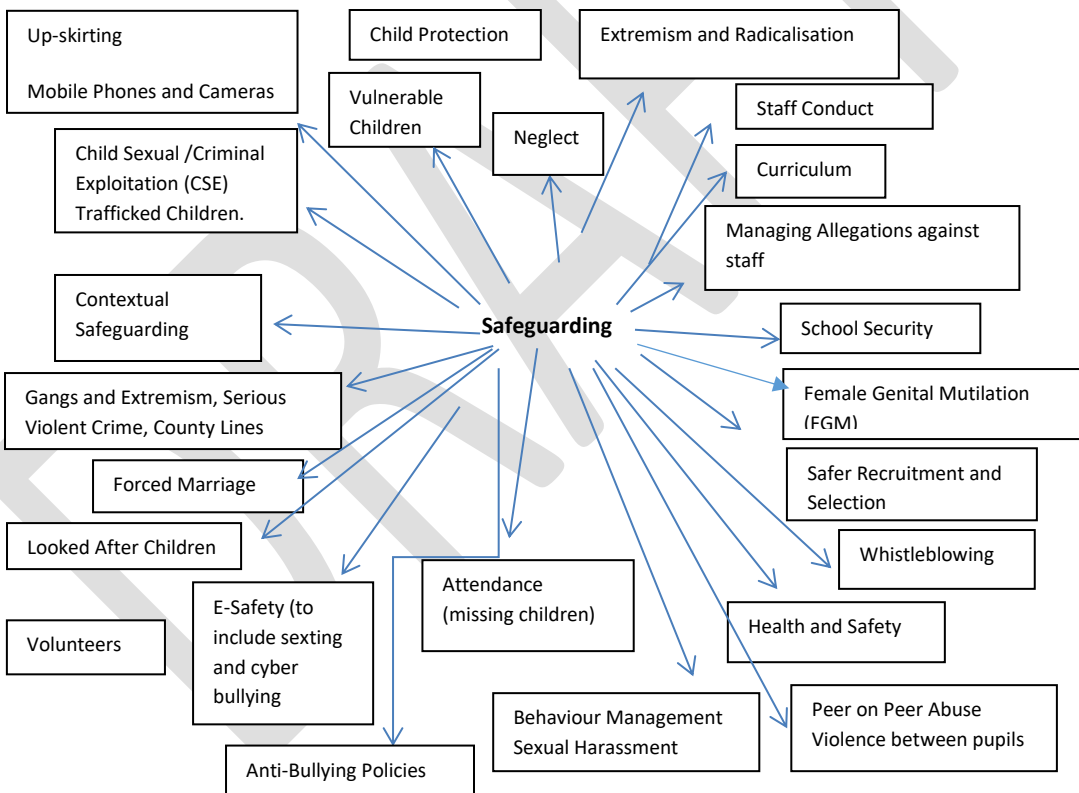 Up-skirting
Mobile Phones and Cameras
Child Protection
Extremism and Radicalisation
Vulnerable
Children
Neglect
Staff Conduct
Child Sexual /Criminal
Exploitation (CSE)
Trafficked Children.
Curriculum
Managing Allegations against
staff
Contextual
Safeguarding
Safeguarding
School Security
Gangs and Extremism, Serious
Violent Crime, County Lines
Female Genital Mutilation
(FGM)
Forced Marriage
Safer Recruitment and
Selection
Looked After Children
Whistleblowing
E-Safety (to
include sexting
and cyber
bullying
Attendance
(missing children)
Volunteers
Health and Safety
Behaviour Management
Sexual Harassment
Peer on Peer Abuse
Violence between pupils
Anti-Bullying Policies